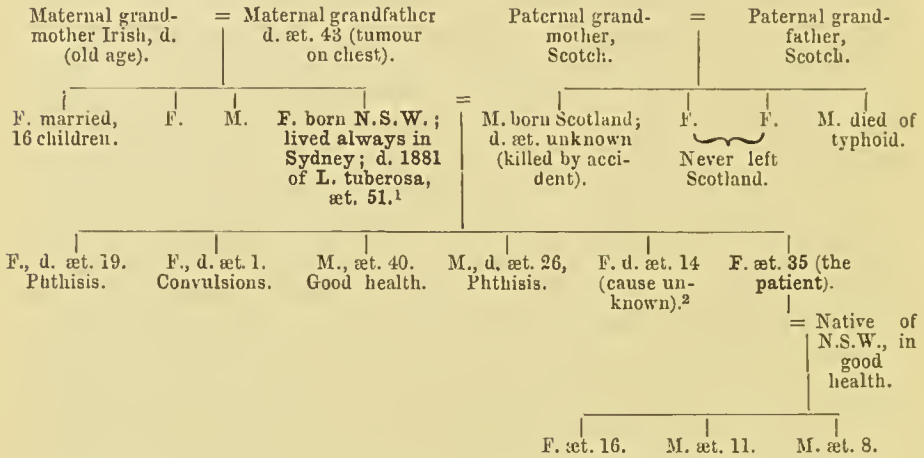 Maternal grand- = Maternal grandfather
mother Irish, d. d. æt. 43 (tumour
(old age). on chest).
Paternal grand- = Paternal grand-
mother, father,
Scotch. Scotch.
F. married,
16 children.
F.
M.
F. born N.S.W.;
lived always in
Sydney; d. 1881
of L. tuberosa,
æt. 51.¹
=
M. born Scotland;
d. æt. unknown
(killed by acci-
dent).
F. F.
Never left
Scotland.
M. died of
typhoid.
F., d. æt. 19.
Phthisis.
F., d. æt. 1.
Convulsions.
M., æt. 40.
Good health.
M., d. æt. 26,
Phthisis.
F. d. æt. 14
(cause un-
known).²
F. æt. 35 (the
patient).
= Native of
N.S.W., in
good
health.
F. æt. 16. M. æt. 11. M. æt. 8.